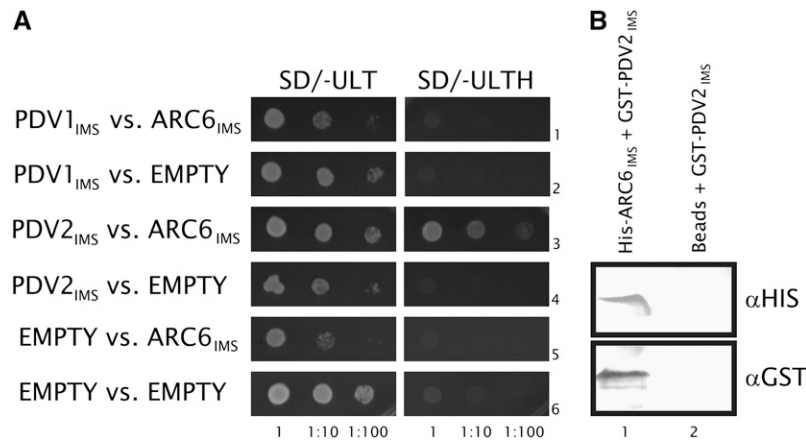 A
SD/-ULT SD/-ULTH
PDV1IMS vs. ARC6IMS 1
PDV1IMS vs. EMPTY 2
PDV2IMS vs. ARC6IMS 3
PDV2IMS vs. EMPTY 4
EMPTY vs. ARC6IMS 5
EMPTY vs. EMPTY 6
1 1:10 1:100 1 1:10 1:100
B
His-ARC6IMS + GST-PDV2IMS
Beads + GST-PDV2IMS
αHIS
αGST
1 2